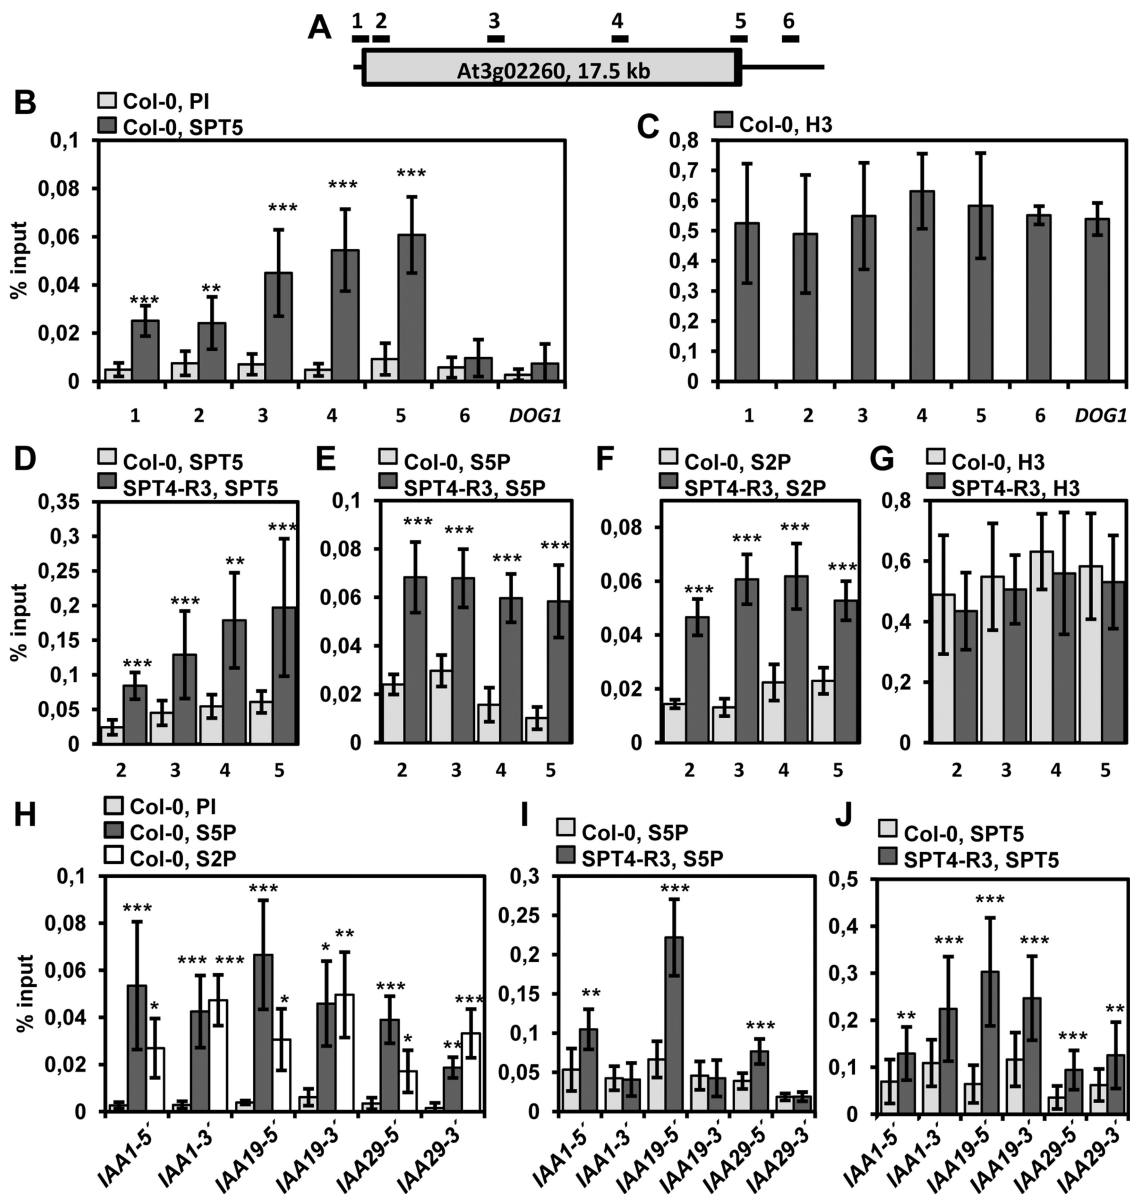 A
1 2 3 4 5 6
At3g02260, 17.5 kb
B
Col-0, PI
Col-0, SPT5
% input
0,1
0,08
0,06
0,04
0,02
0
*** ** *** *** ***
1 2 3 4 5 6 DOG1
C
Col-0, H3
0,8
0,7
0,6
0,5
0,4
0,3
0,2
0,1
0
1 2 3 4 5 6 DOG1
D
Col-0, SPT5
SPT4-R3, SPT5
% input
0,35
0,3
0,25
0,2
0,15
0,1
0,05
0
*** *** ** ***
2 3 4 5
E
Col-0, S5P
SPT4-R3, S5P
0,1
0,08
0,06
0,04
0,02
0
*** *** *** ***
2 3 4 5
F
Col-0, S2P
SPT4-R3, S2P
0,08
0,06
0,04
0,02
0
*** *** *** ***
2 3 4 5
G
Col-0, H3
SPT4-R3, H3
0,8
0,6
0,4
0,2
0
2 3 4 5
H
Col-0, PI
Col-0, S5P
Col-0, S2P
% input
0,1
0,08
0,06
0,04
0,02
0
*** * *** *** *** * * ** *** * ** ***
IAA1-5´ IAA1-3´ IAA19-5´ IAA19-3´ IAA29-5´ IAA29-3´
I
Col-0, S5P
SPT4-R3, S5P
0,3
0,25
0,2
0,15
0,1
0,05
0
** *** ***
IAA1-5´ IAA1-3´ IAA19-5´ IAA19-3´ IAA29-5´ IAA29-3´
J
Col-0, SPT5
SPT4-R3, SPT5
0,5
0,4
0,3
0,2
0,1
0
** *** *** *** *** **
IAA1-5´ IAA1-3´ IAA19-5´ IAA19-3´ IAA29-5´ IAA29-3´